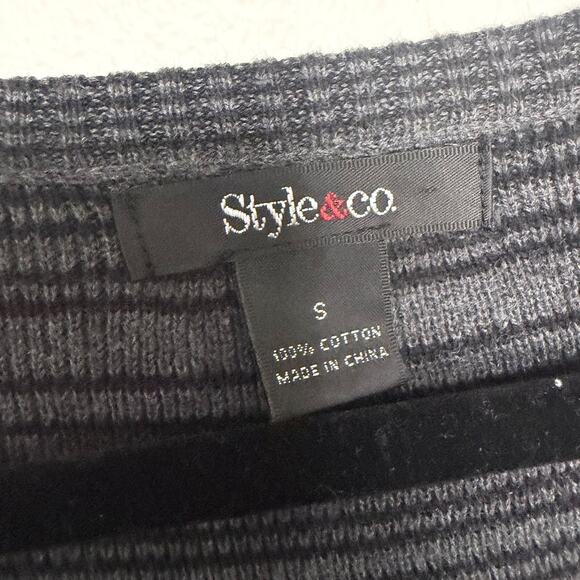 Style&co.
S
100% COTTON
MADE IN CHINA